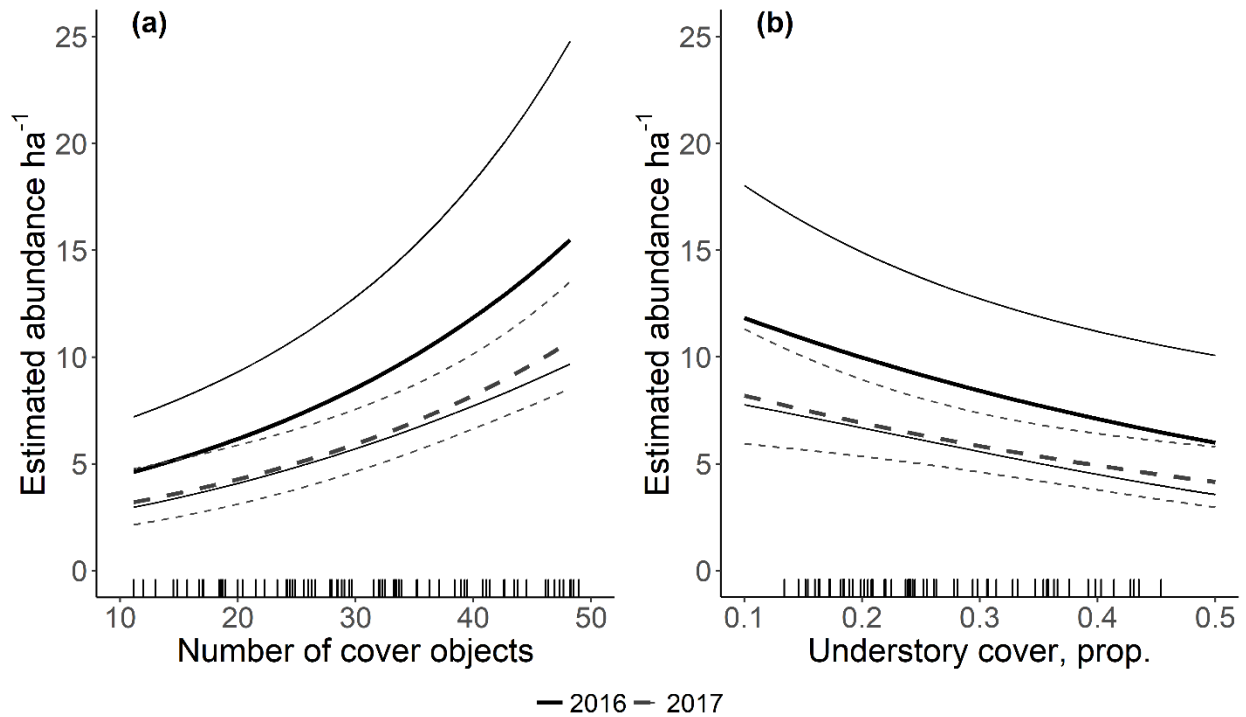 (a)
Estimated abundance ha⁻¹
25
20
15
10
5
0
10 20 30 40 50
Number of cover objects
(b)
Estimated abundance ha⁻¹
25
20
15
10
5
0
0.1 0.2 0.3 0.4 0.5
Understory cover, prop.
2016 2017